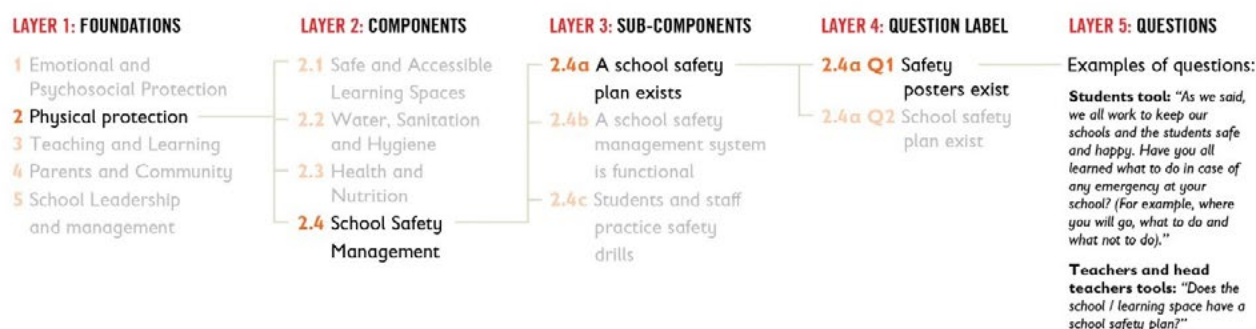 LAYER 1: FOUNDATIONS
1 Emotional and
Psychosocial Protection
2 Physical protection
3 Teaching and Learning
4 Parents and Community
5 School Leadership
and management
LAYER 2: COMPONENTS
2.1 Safe and Accessible
Learning Spaces
2.2 Water, Sanitation
and Hygiene
2.3 Health and
Nutrition
2.4 School Safety
Management
LAYER 3: SUB-COMPONENTS
2.4a A school safety
plan exists
2.4b A school safety
management system
is functional
2.4c Students and staff
practice safety
drills
LAYER 4: QUESTION LABEL
2.4a Q1 Safety
posters exist
2.4a Q2 School safety
plan exist
LAYER 5: QUESTIONS
Examples of questions:
Students tool: “As we said,
we all work to keep our
schools and the students safe
and happy. Have you all
learned what to do in case of
any emergency at your
school? (For example, where
you will go, what to do and
what not to do).”
Teachers and head
teachers tools: “Does the
school / learning space have a
school safety plan?”